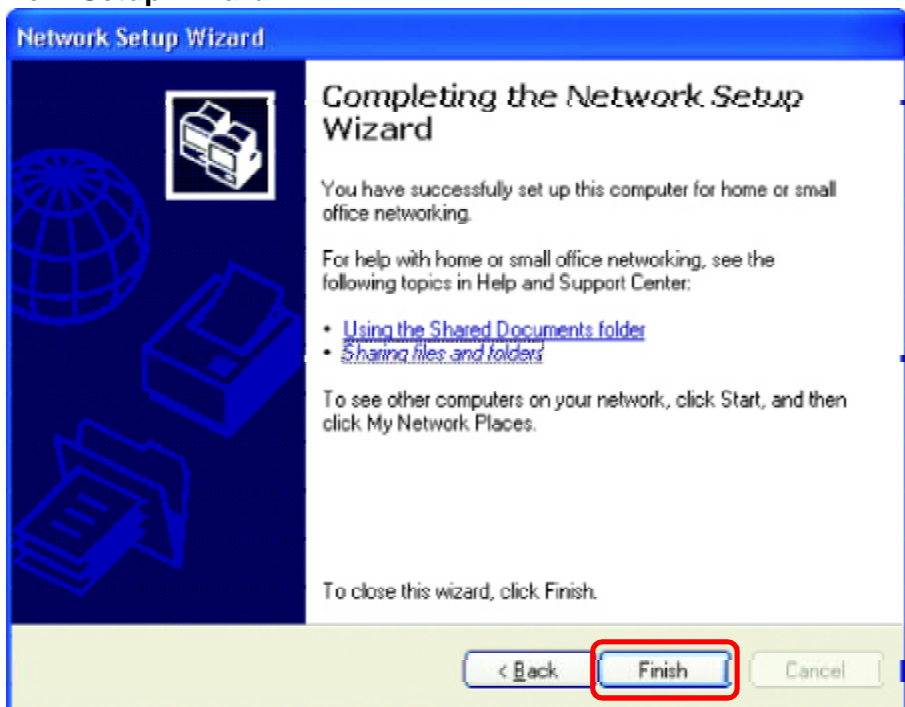 Setup
Network Setup Wizard
Completing the Network Setup
Wizard
You have successfully set up this computer for home or small
office networking.
For help with home or small office networking, see the
following topics in Help and Support Center:
• Using the Shared Documents folder
• Sharing files and folders
To see other computers on your network, click Start, and then
click My Network Places.
To close this wizard, click Finish.
< Back Finish Cancel